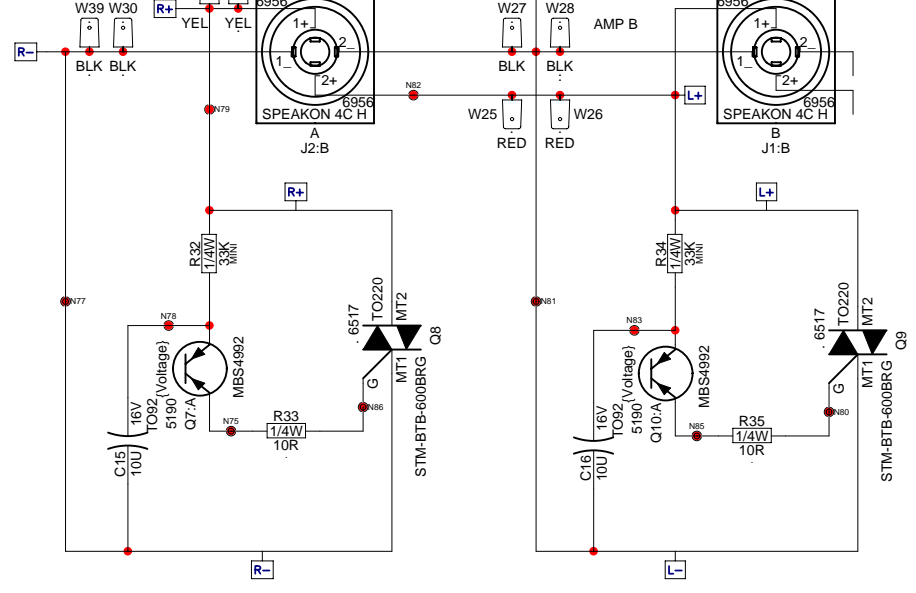 6956
6956
R+
W39 W30
YEL YEL
W27 W28
AMP B
1+
2_
1_
2+
1+
2_
1_
2+
R-
BLK BLK
BLK BLK
N82
L+
6956
6956
SPEAKON 4C H
SPEAKON 4C H
W25
W26
N79
A
B
RED RED
J2:B
J1:B
R+
L+
R32
1/4W
33K
MINI
R34
1/4W
33K
MINI
N77
N81
N78
N83
.6517
TO220
MT2
Q8
MT1
G
STM-BTB-600BRG
.6517
TO220
MT2
Q9
MT1
G
STM-BTB-600BRG
16V
TO92
5190
{Voltage}
Q7:A
MBS4992
16V
TO92
5190
{Voltage}
Q10:A
MBS4992
N86
N80
N75
R33
1/4W
10R
N85
R35
1/4W
10R
C15
10U
C16
10U
R-
L-